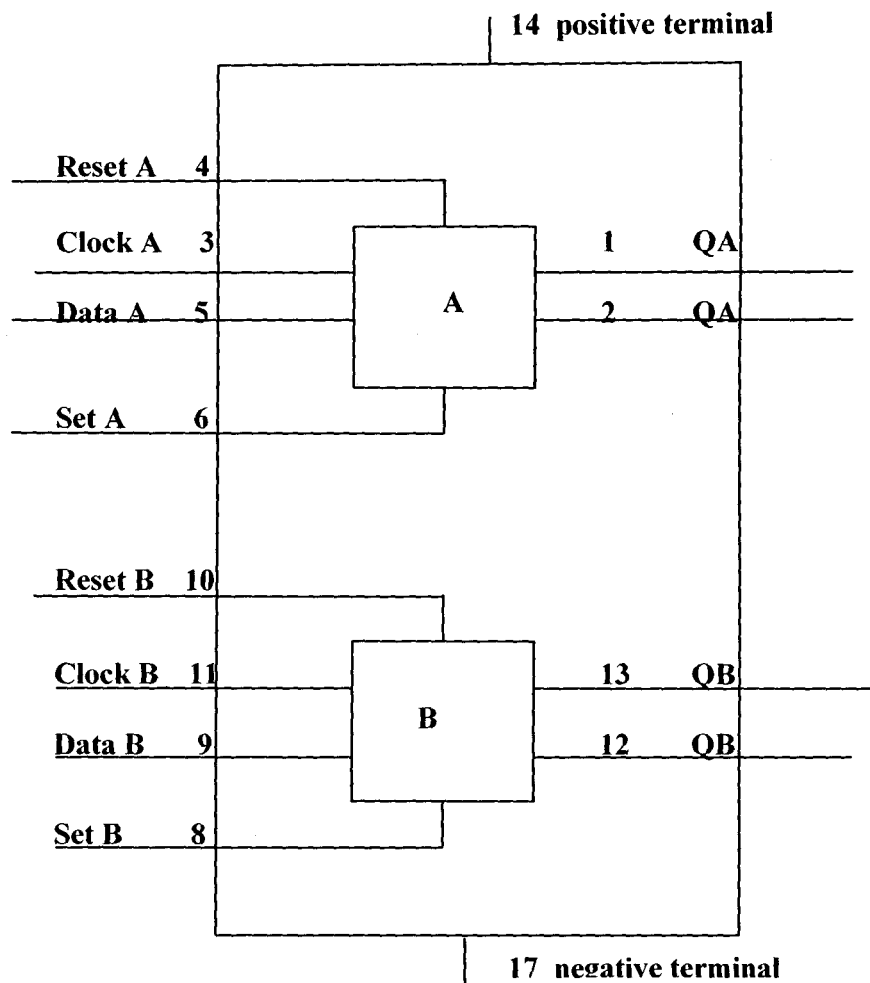 14 positive terminal
Reset A 4
Clock A 3
1 QA
Data A 5
2 QA
A
Set A 6
Reset B 10
Clock B 11
13 QB
B
Data B 9
12 QB
Set B 8
17 negative terminal